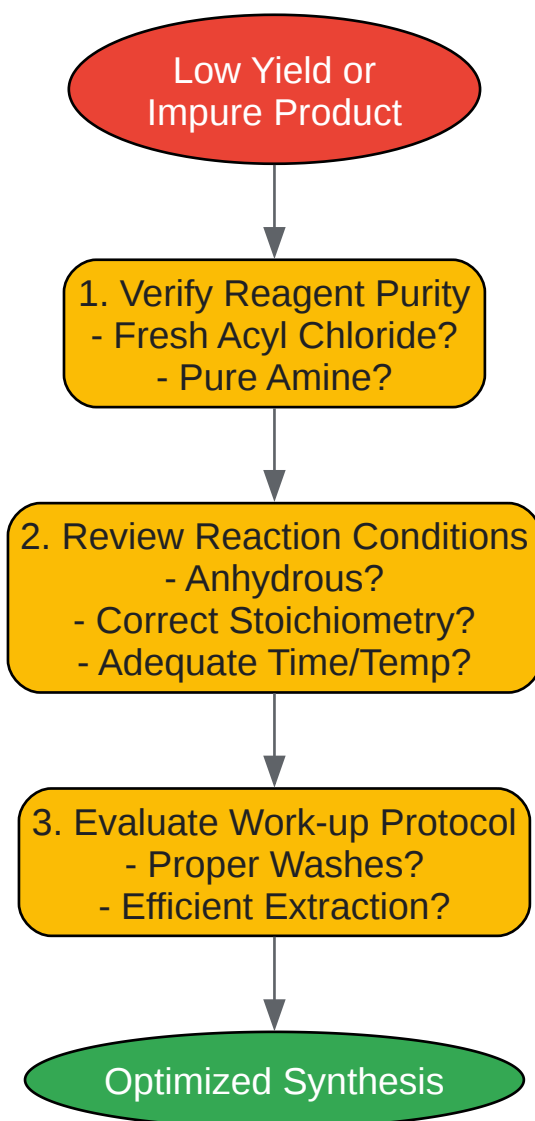 Low Yield or
Impure Product
1. Verify Reagent Purity
- Fresh Acyl Chloride?
- Pure Amine?
2. Review Reaction Conditions
- Anhydrous?
- Correct Stoichiometry?
- Adequate Time/Temp?
3. Evaluate Work-up Protocol
- Proper Washes?
- Efficient Extraction?
Optimized Synthesis